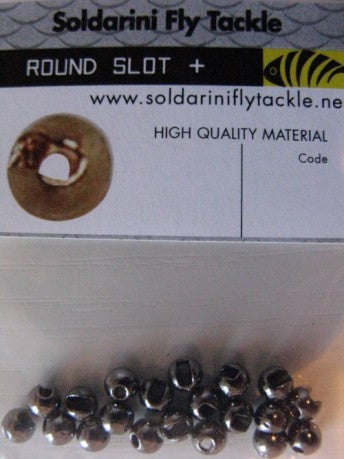 Soldarini Fly Tackle
ROUND SLOT +
www.soldariniflytackle.ne
HIGH QUALITY MATERIAL
Code